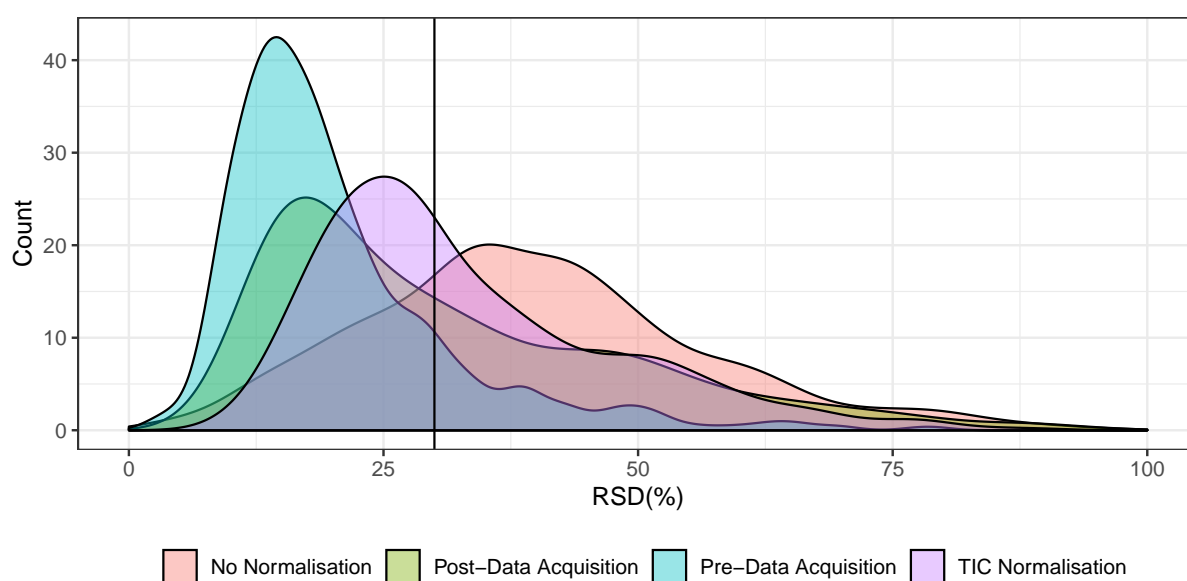 Count
40
30
20
10
0
0 25 50 75 100
RSD(%)
No Normalisation Post−Data Acquisition Pre−Data Acquisition TIC Normalisation